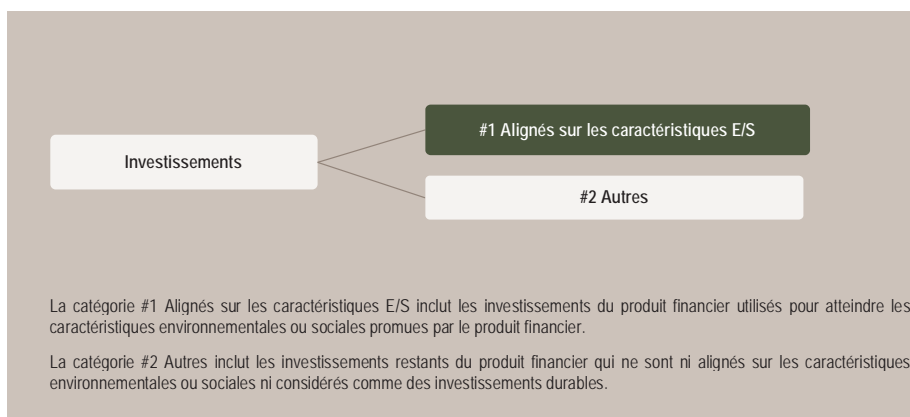 #1 Alignés sur les caractéristiques E/S
Investissements
#2 Autres
La catégorie #1 Alignés sur les caractéristiques E/S inclut les investissements du produit financier utilisés pour atteindre les
caractéristiques environnementales ou sociales promues par le produit financier.
La catégorie #2 Autres inclut les investissements restants du produit financier qui ne sont ni alignés sur les caractéristiques
environnementales ou sociales ni considérés comme des investissements durables.